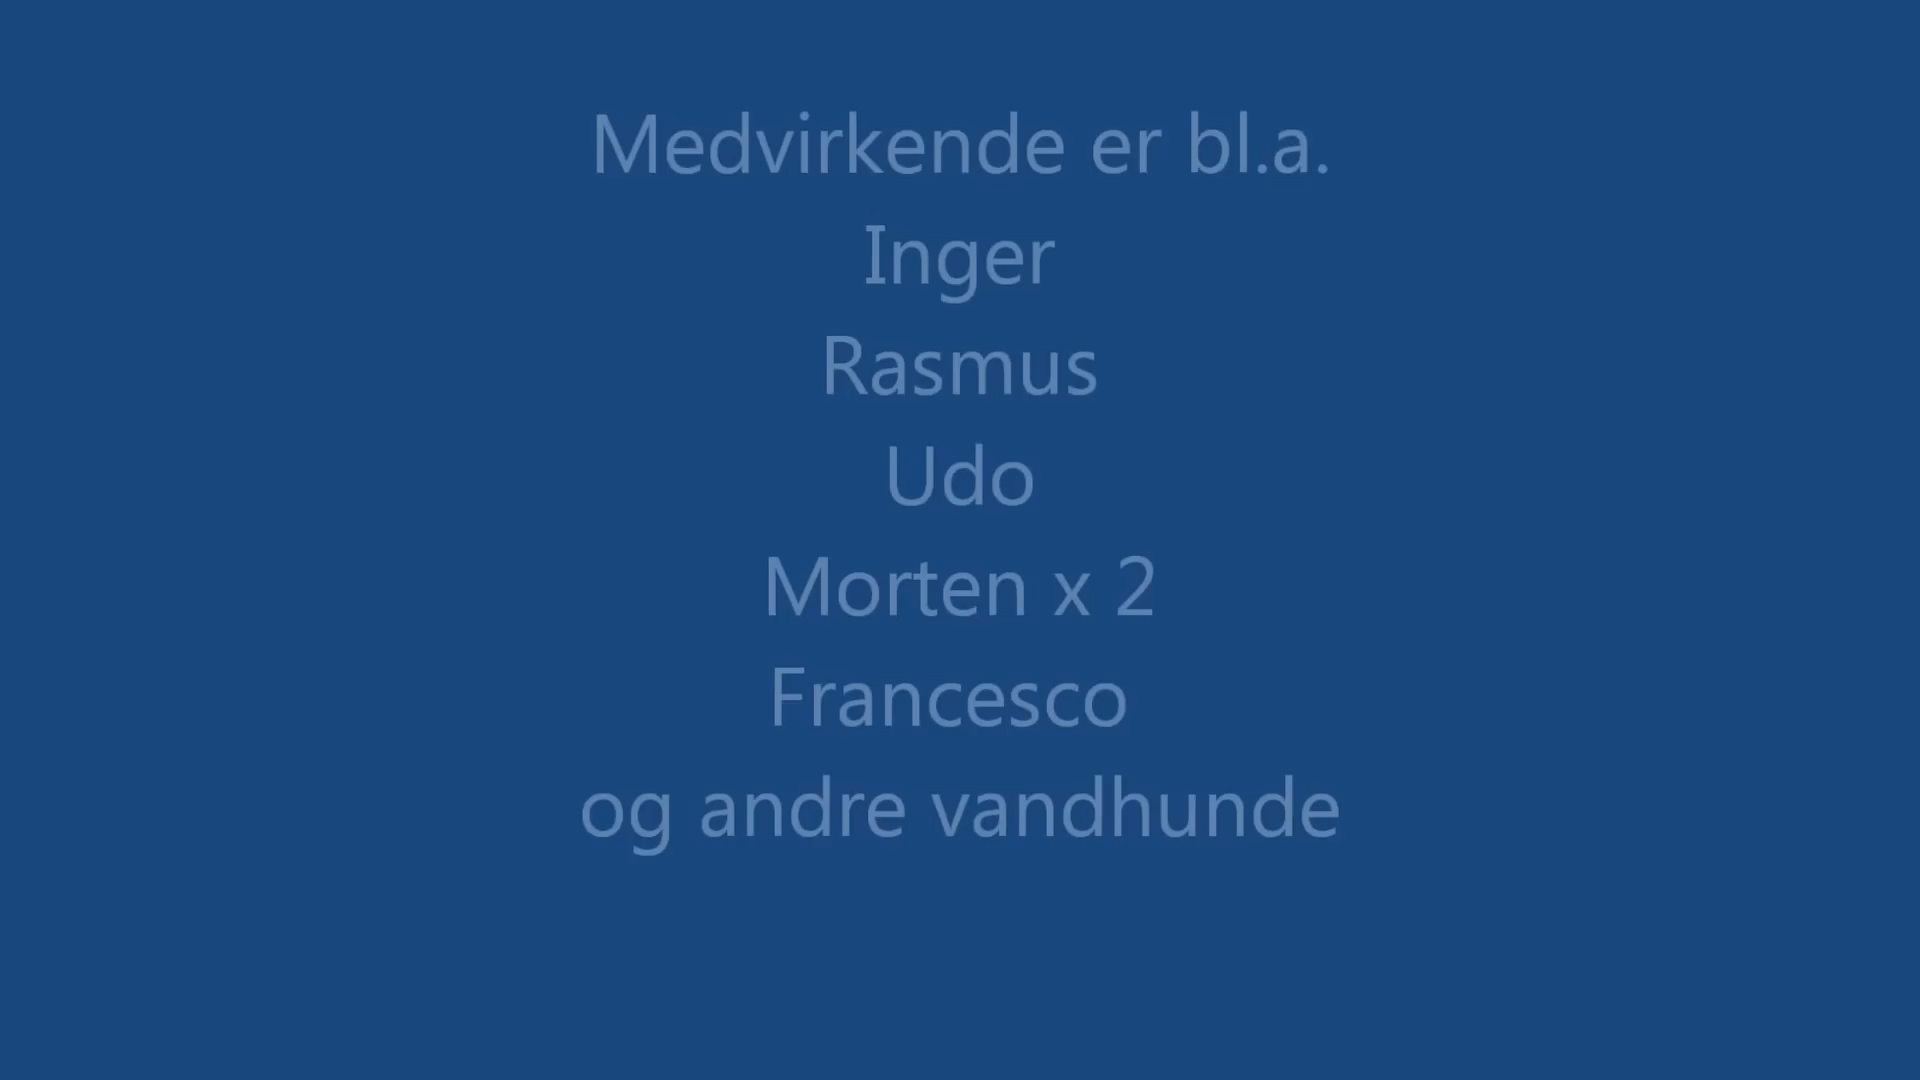 Medvirkende er bl.a.
Inger
Rasmus
Udo
Morten x 2
Francesco
og andre vandhunde